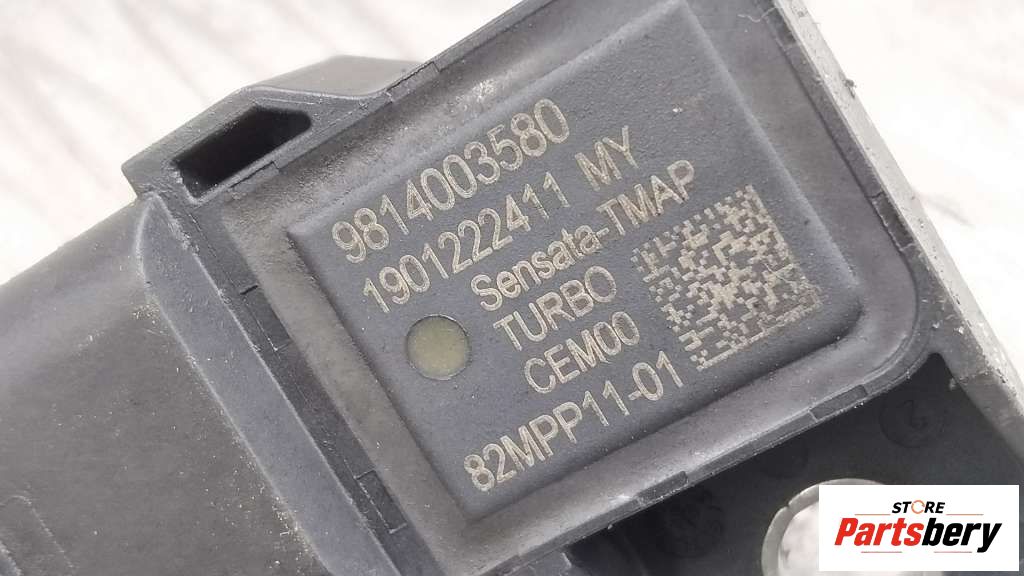 9814003580
1901222411 MY
Sensata-TMAP
TURBO
CEM00
82MPP11-01
STORE
Partsbery